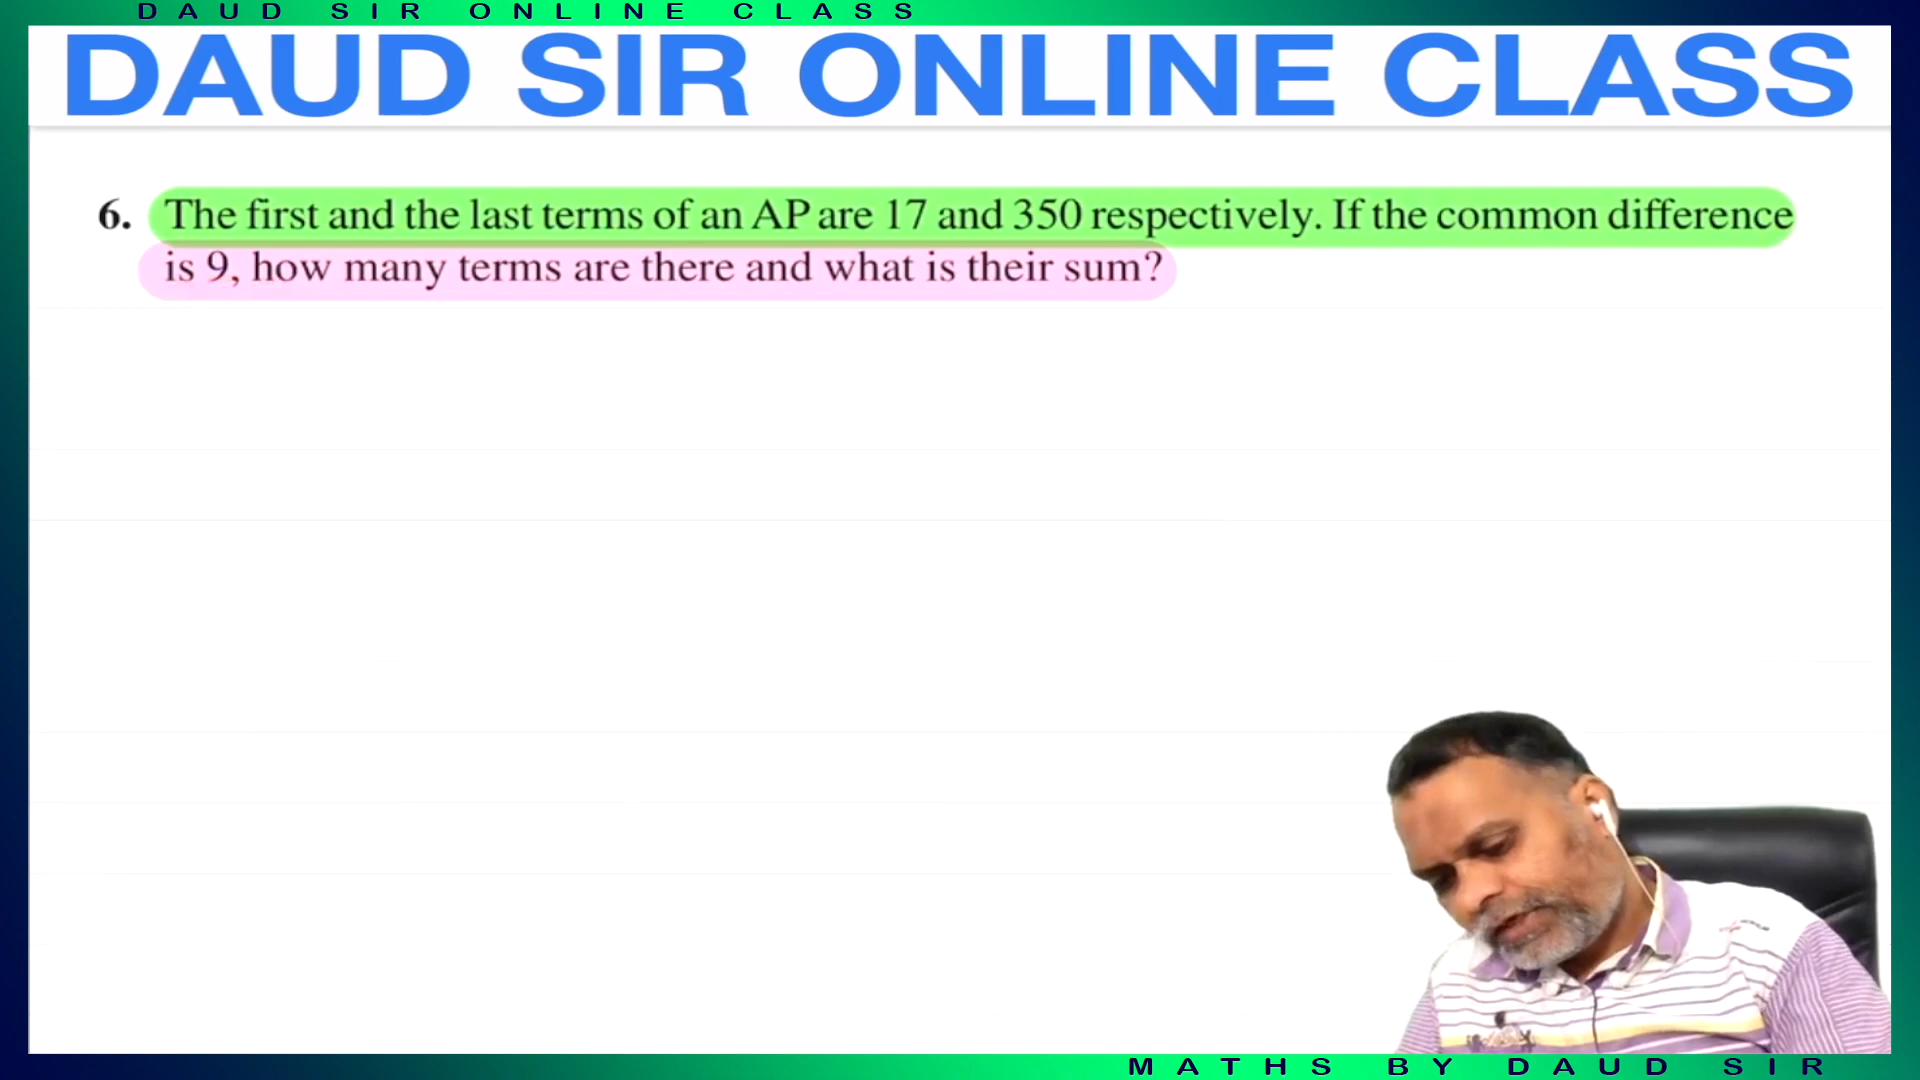 DAUD SIR ONLINE CLASS
DAUD SIR ONLINE CLASS
6. The first and the last terms of an AP are 17 and 350 respectively. If the common difference
is 9, how many terms are there and what is their sum?
MATHS BY DAUD SIR